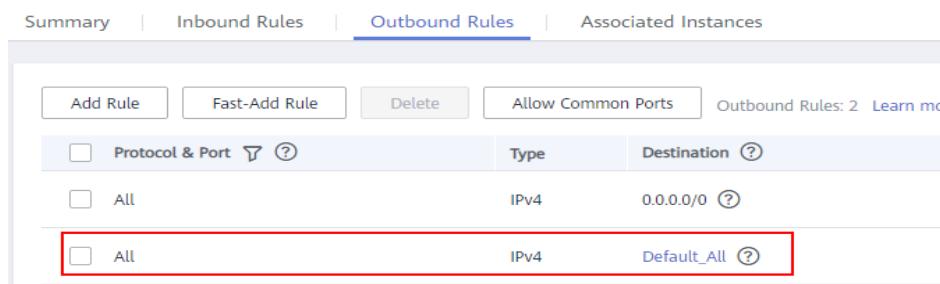 Summary Inbound Rules Outbound Rules Associated Instances
Add Rule Fast-Add Rule Delete Allow Common Ports Outbound Rules: 2 Learn
Protocol & Port Type Destination
All IPv4 0.0.0.0/0
All IPv4 Default_All